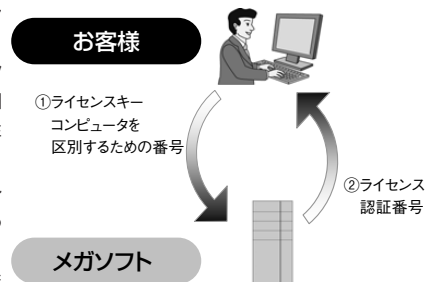 お客様
①ライセンスキー
コンピュータを
区別するための番号
②ライセンス
認証番号
メガソフト